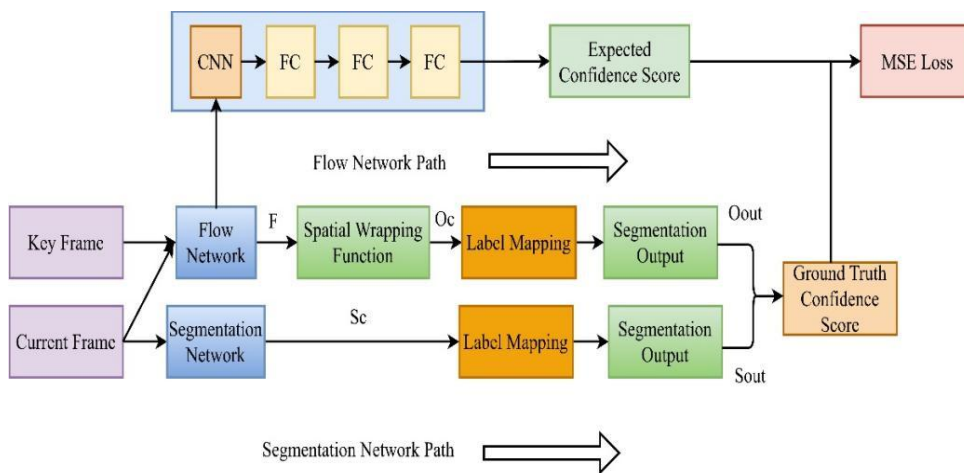 CNN
FC
FC
FC
Expected
Confidence Score
MSE Loss
Flow Network Path
Key Frame
Flow
Network
F
Spatial Wrapping
Function
Oc
Label Mapping
Segmentation
Output
Oout
Ground Truth
Confidence
Score
Current Frame
Segmentation
Network
Sc
Label Mapping
Segmentation
Output
Sout
Segmentation Network Path